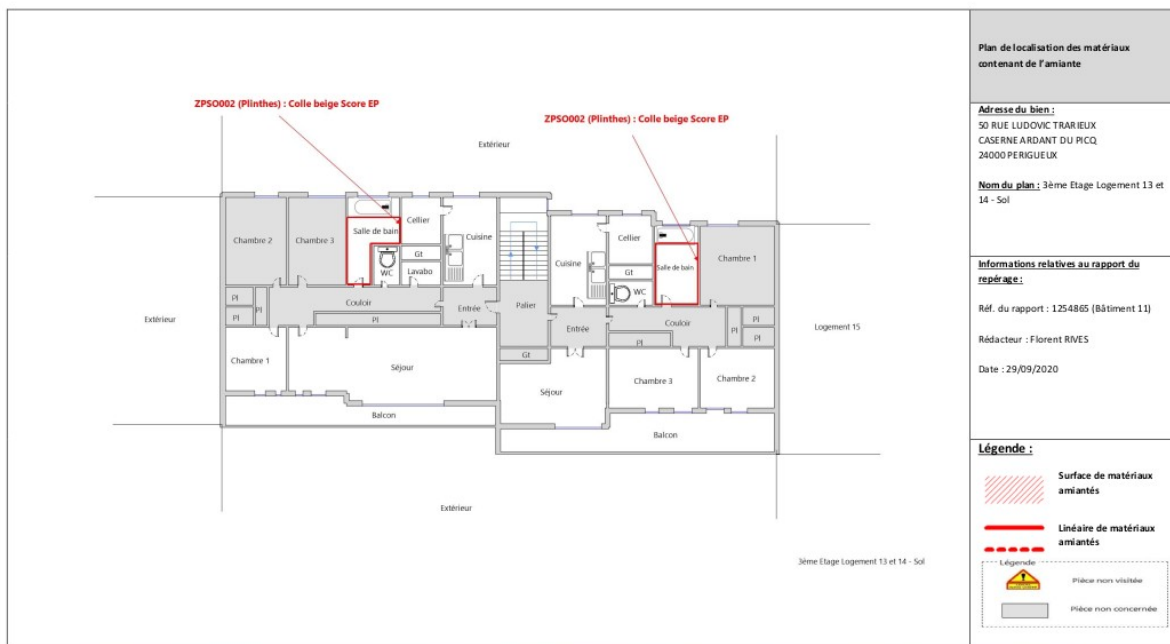 ZPSO002 (Plinthes) : Colle beige Score EP
ZPSO002 (Plinthes) : Colle beige Score EP
Extérieur
Chambre 2
Chambre 3
Salle de bain
Cellier
Gt
WC
Lavabo
Cuisine
Cuisine
Cellier
Gt
WC
Salle de bain
Chambre 1
Extérieur
Pl
Pl
Pl
Couloir
Pl
Entrée
Palier
Gt
Entrée
Couloir
Pl
Pl
Pl
Pl
Logement 15
Chambre 1
Séjour
Balcon
Séjour
Chambre 3
Chambre 2
Balcon
Extérieur
3ème Etage Logement 13 et 14 - Sol
Plan de localisation des matériaux
contenant de l'amiante
Adresse du bien :
50 RUE LUDOVIC TRARIEUX
CASERNE ARDANT DU PICQ
24000 PERIGUEUX
Nom du plan : 3ème Etage Logement 13 et
14 - Sol
Informations relatives au rapport du
repérage :
Réf. du rapport : 1254865 (Bâtiment 11)
Rédacteur : Florent RIVES
Date : 29/09/2020
Légende :
Surface de matériaux
amiantés
Linéaire de matériaux
amiantés
Légende
Pièce non visitée
Pièce non concernée